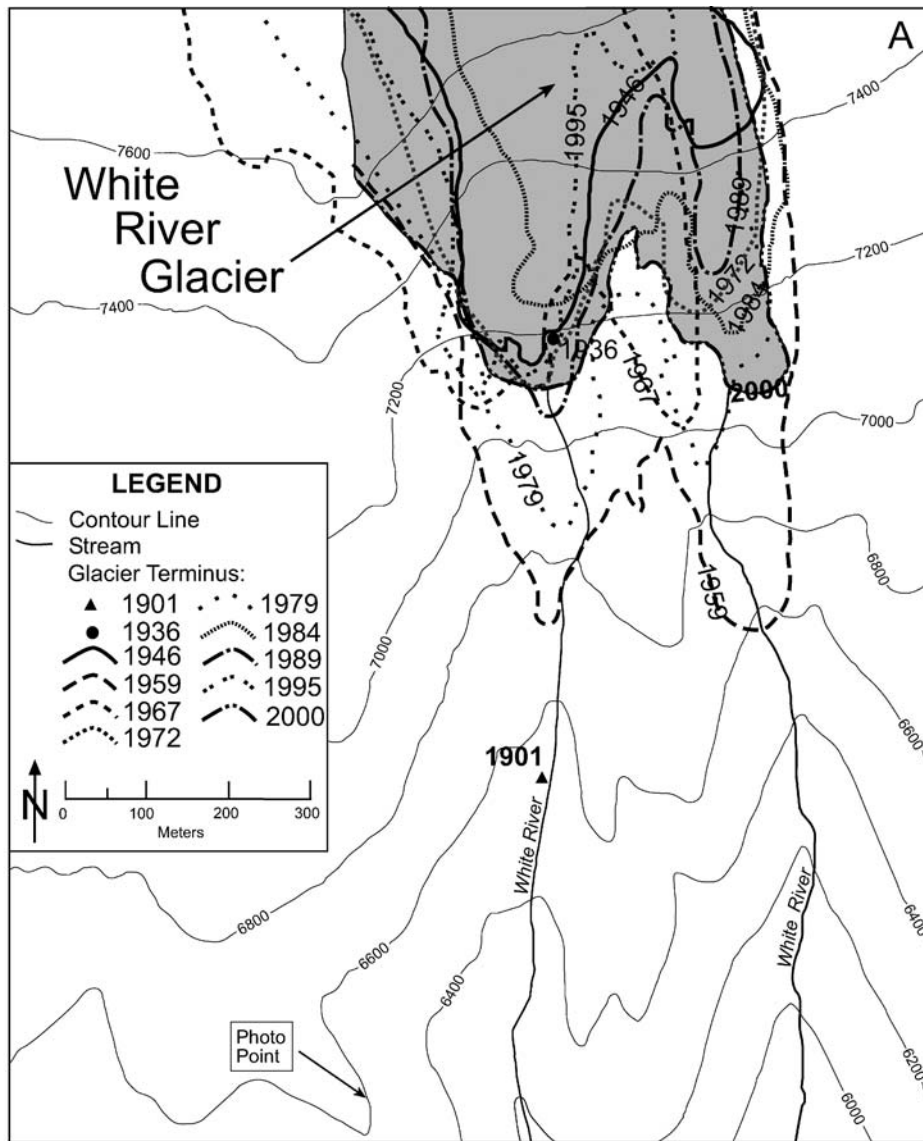 A
7600
7400
White
River
Glacier
1995
1946
1989
7200
1972
1984
7400
1936
1967
2000
7200
7000
1979
1959
6800
LEGEND
Contour Line
Stream
Glacier Terminus:
1901
1979
1936
1984
1946
1989
1959
1995
1967
2000
1972
N
0 100 200 300
Meters
7000
1901
6600
White River
White River
6800
6600
6400
6400
Photo
Point
6200
6000